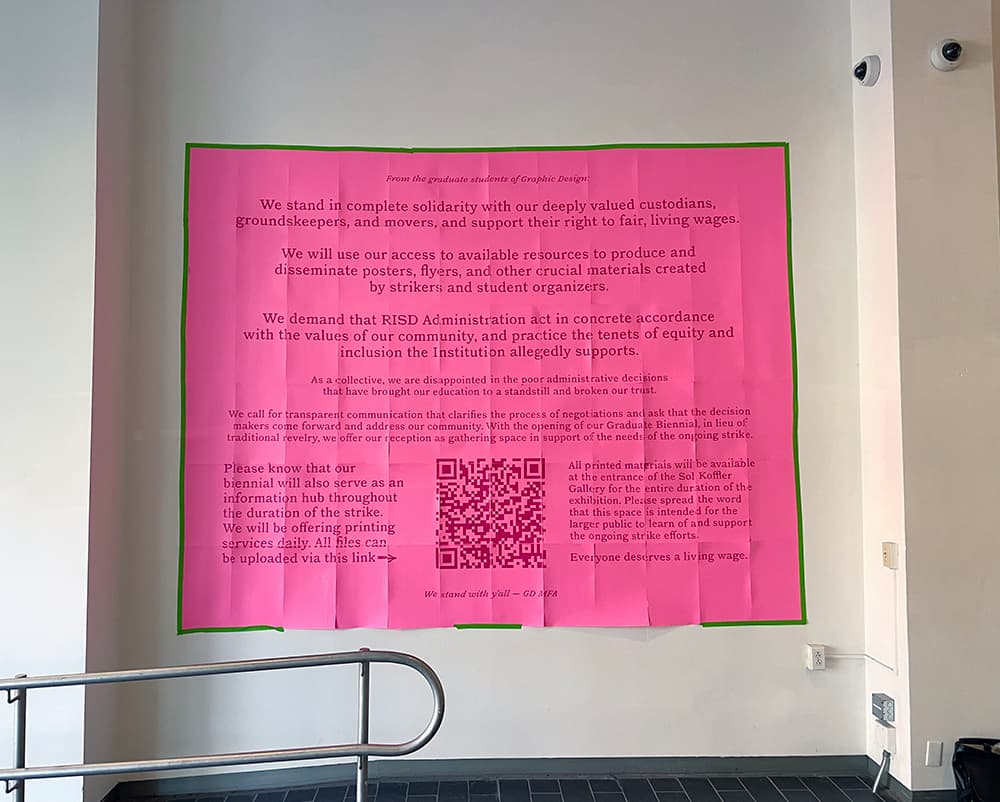 From the graduate students of Graphic Design:
We stand in complete solidarity with our deeply valued custodians,
groundskeepers, and movers, and support their right to fair, living wages.
We will use our access to available resources to produce and
disseminate posters, flyers, and other crucial materials created
by strikers and student organizers.
We demand that RISD Administration act in concrete accordance
with the values of our community, and practice the tenets of equity and
inclusion the Institution allegedly supports.
As a collective, we are disappointed in the poor administrative decisions
that have brought our education to a standstill and broken our trust.
We call for transparent communication that clarifies the process of negotiations and ask that the decision
makers come forward and address our community. With the opening of our Graduate Biennial, in lieu of
traditional revelry, we offer our reception as gathering space in support of the needs of the ongoing strike.
Please know that our
biennial will also serve as an
information hub throughout
the duration of the strike.
We will be offering printing
services daily. All files can
be uploaded via this link→
All printed materials will be available
at the entrance of the Sol Koffler
Gallery for the entire duration of the
exhibition. Please spread the word
that this space is intended for the
larger public to learn of and support
the ongoing strike efforts.
Everyone deserves a living wage.
We stand with y'all — GD MFA